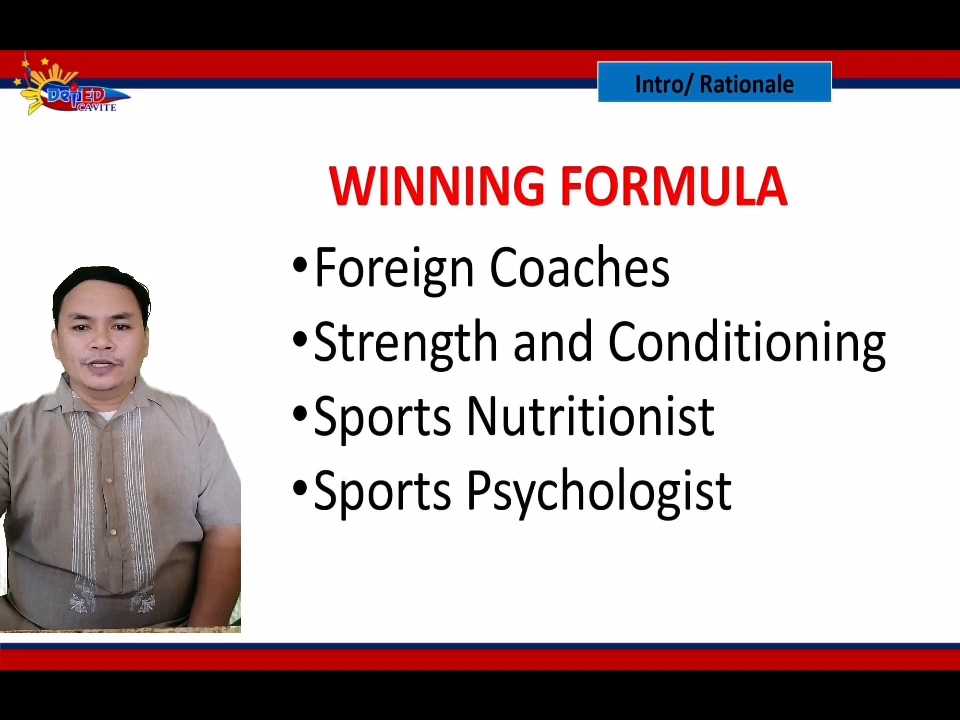 DepED
CAVITE
Intro/ Rationale
WINNING FORMULA
•Foreign Coaches
•Strength and Conditioning
•Sports Nutritionist
•Sports Psychologist